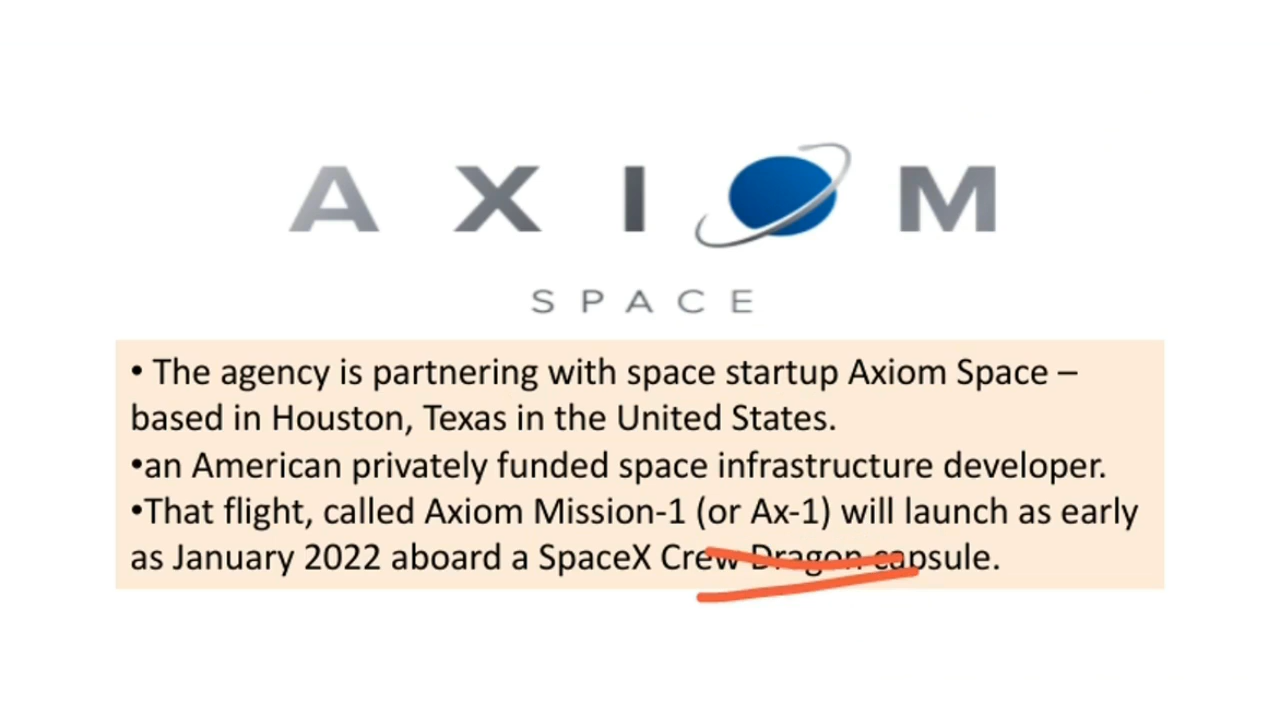 AXIOM
SPACE
• The agency is partnering with space startup Axiom Space –
based in Houston, Texas in the United States.
•an American privately funded space infrastructure developer.
•That flight, called Axiom Mission-1 (or Ax-1) will launch as early
as January 2022 aboard a SpaceX Crew Dragon capsule.